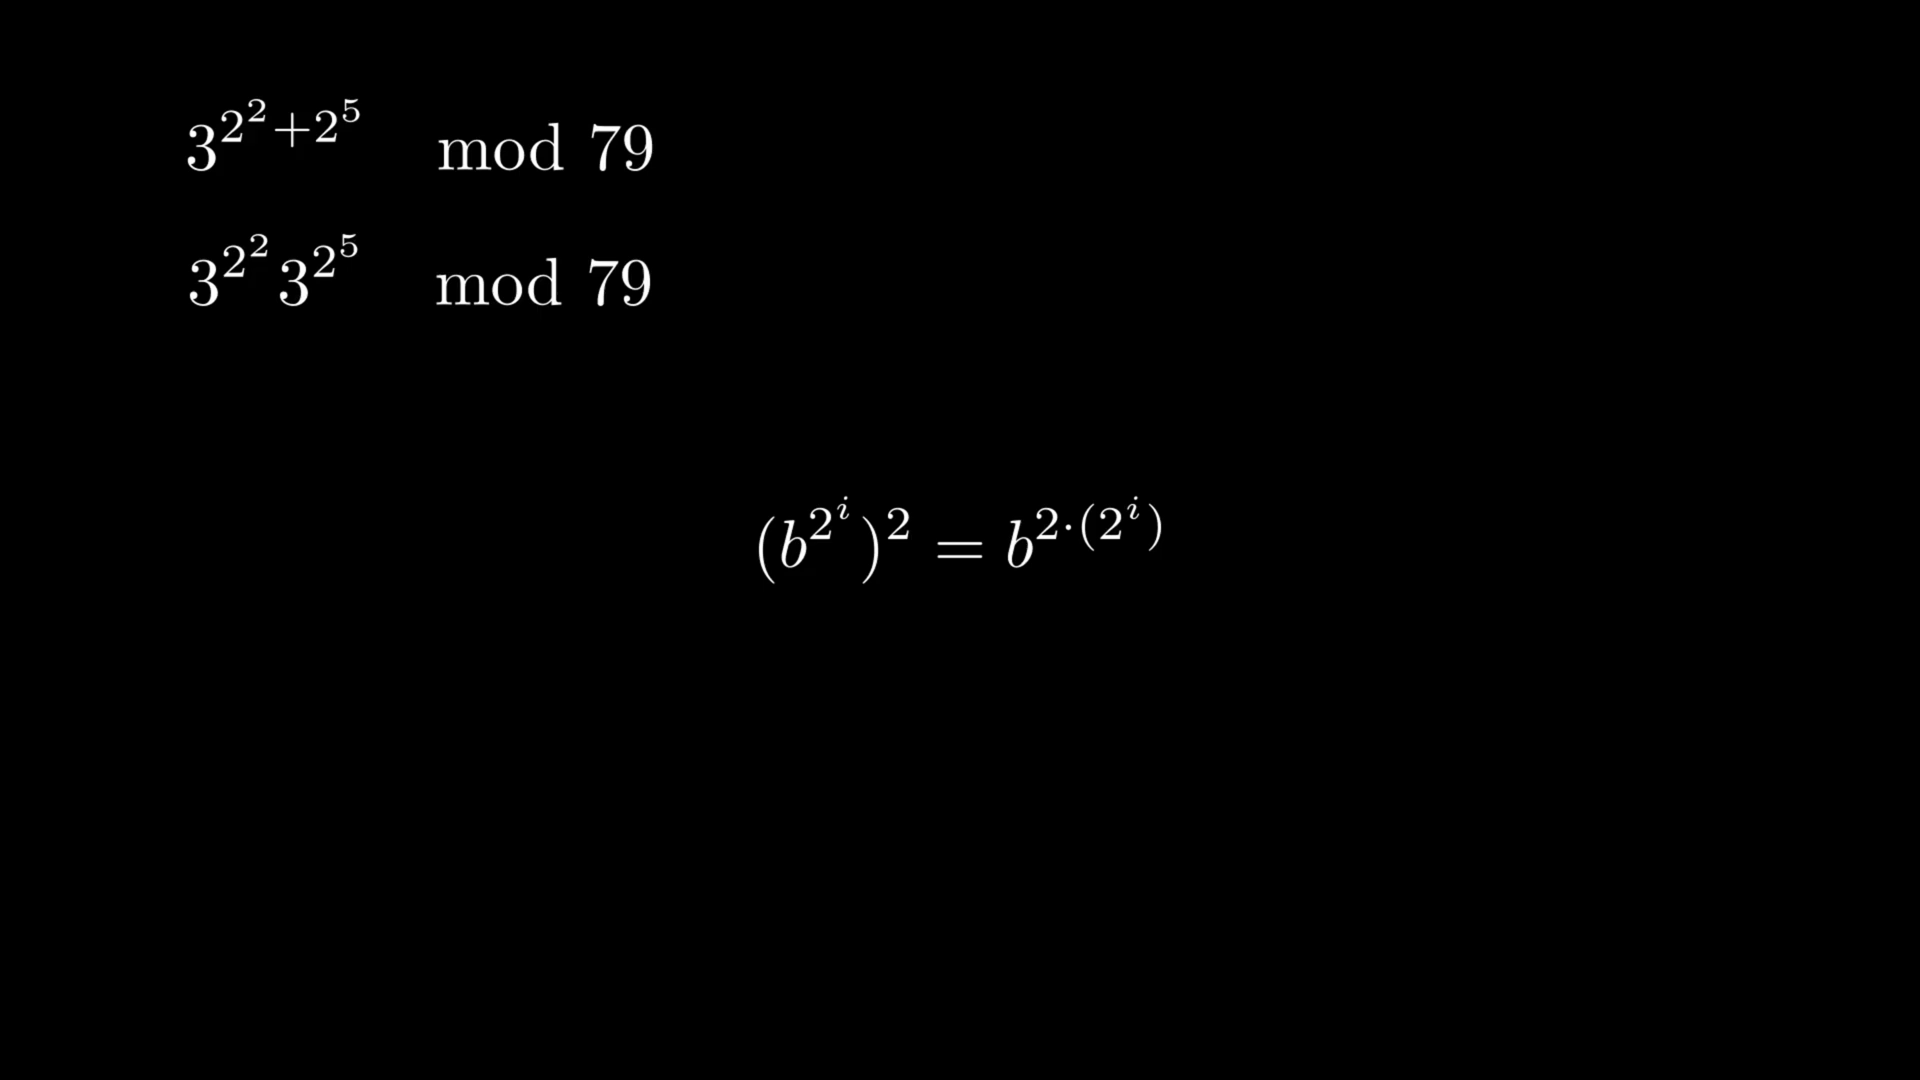 $3^{2^2+2^5} \mod 79$
$3^{2^2} 3^{2^5} \mod 79$
$(b^{2^i})^2 = b^{2 \cdot (2^i)}$